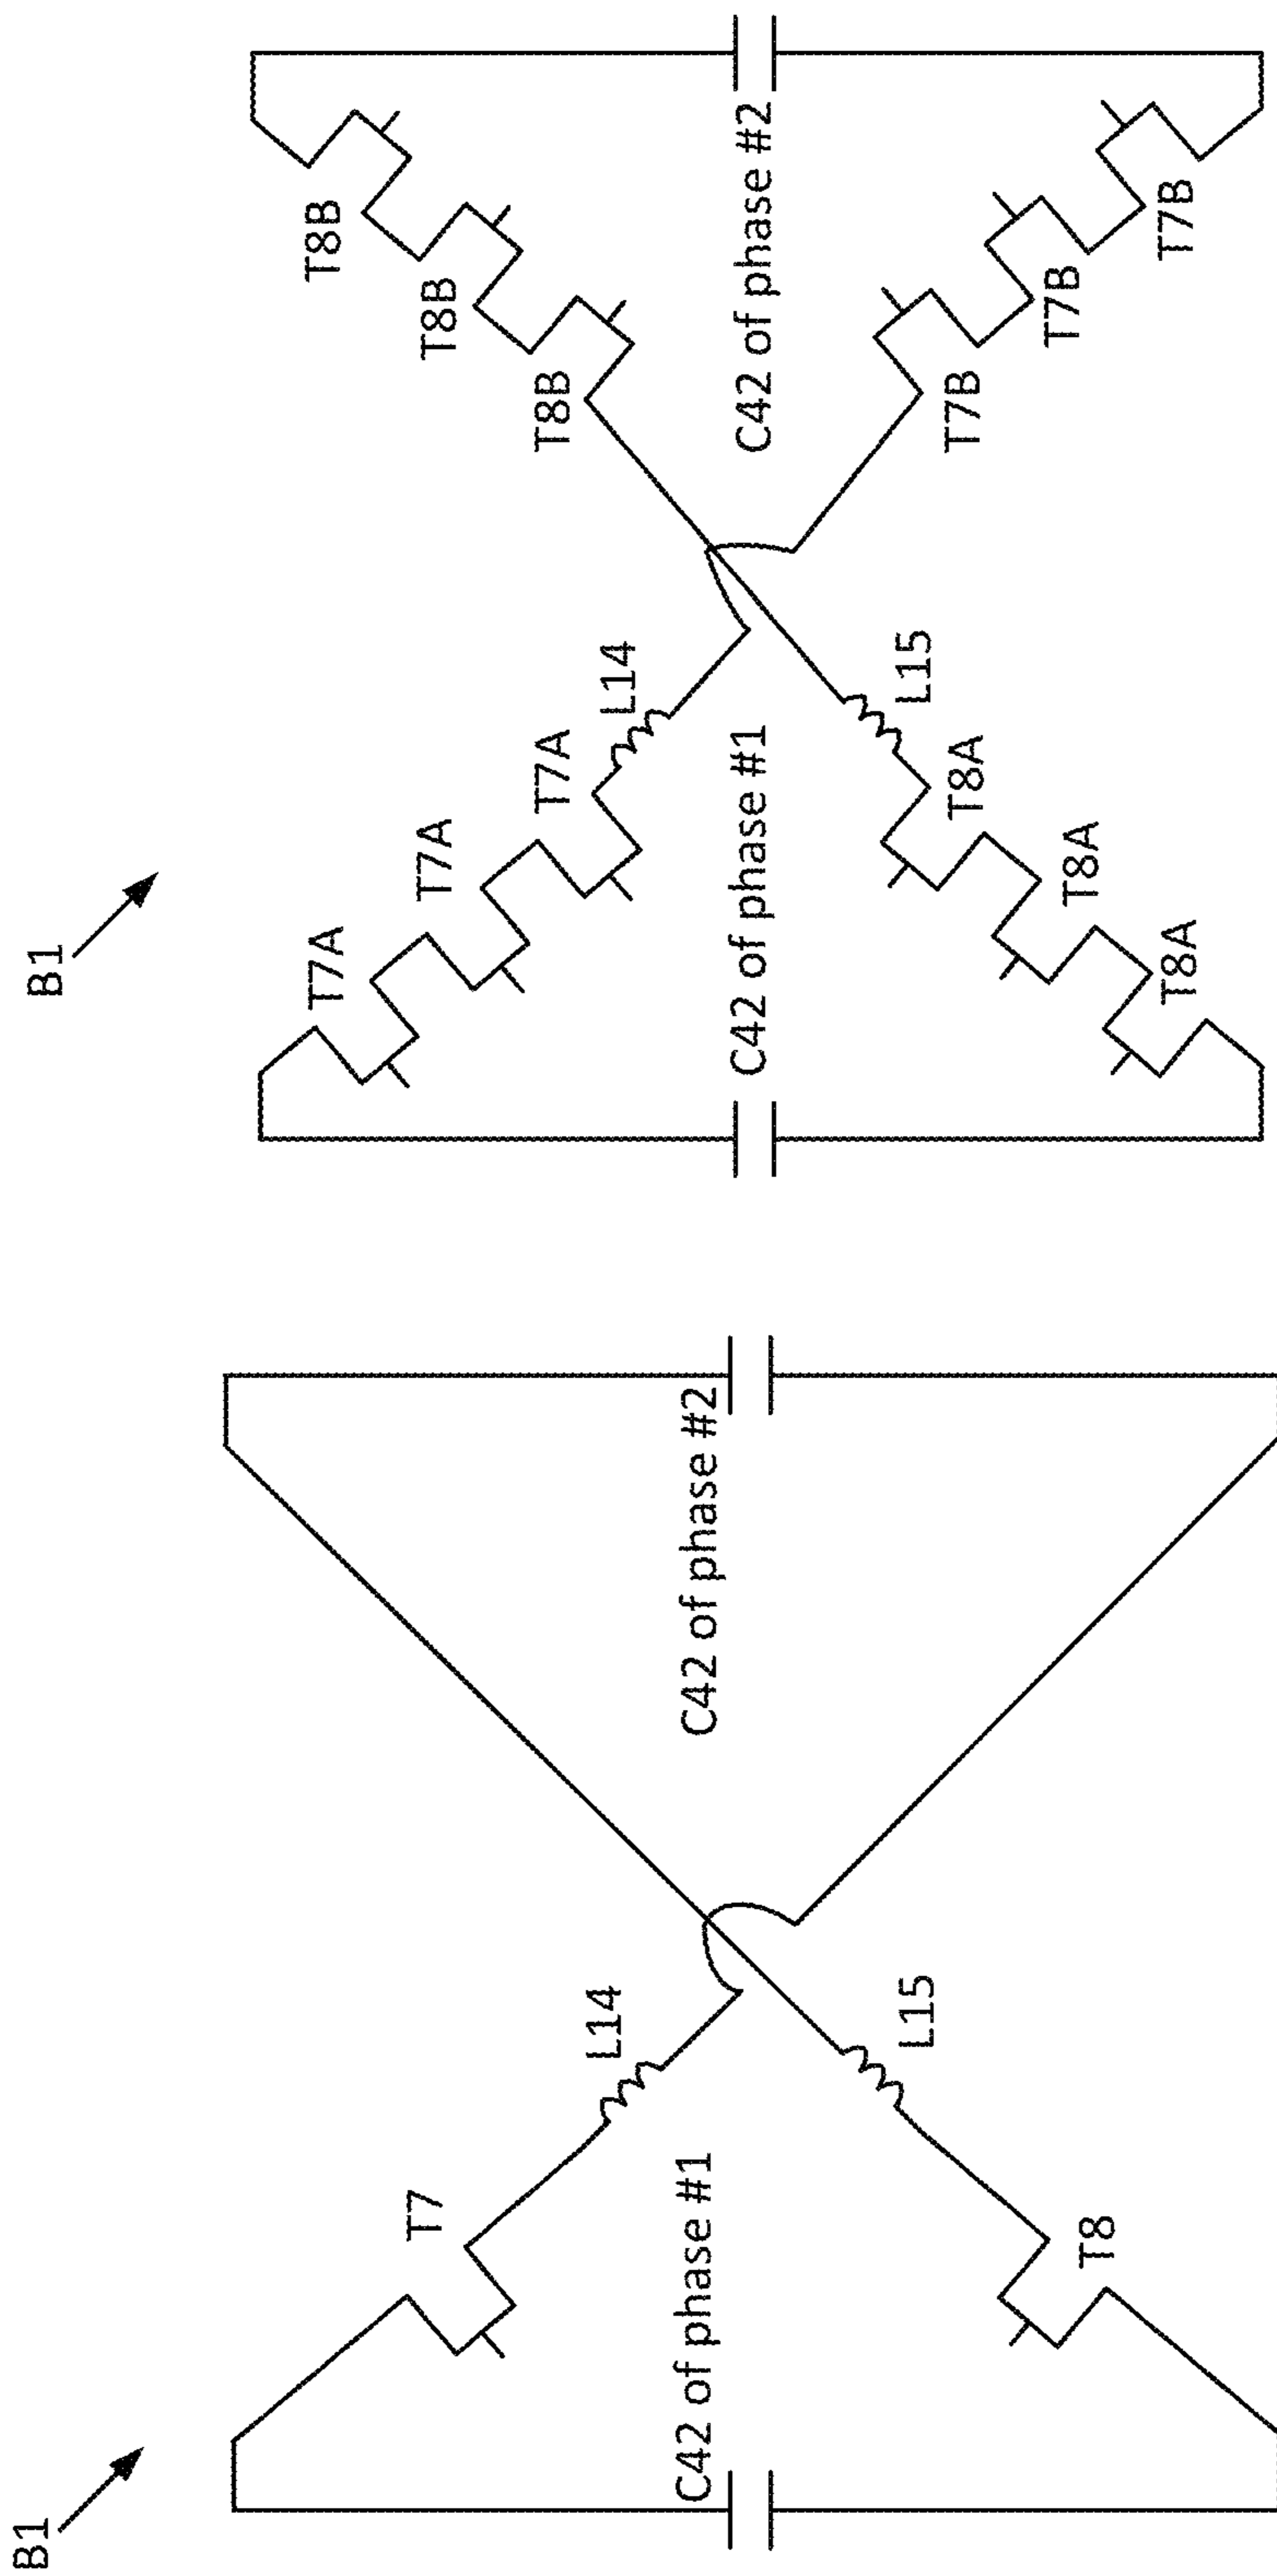 B1
T8B
T8B
T8B
C42 of phase #2
T7B
T7B
T7B
L14
L15
T7A
T7A
T7A
C42 of phase #1
T8A
T8A
T8A
B1
C42 of phase #2
L14
L15
T7
C42 of phase #1
T8